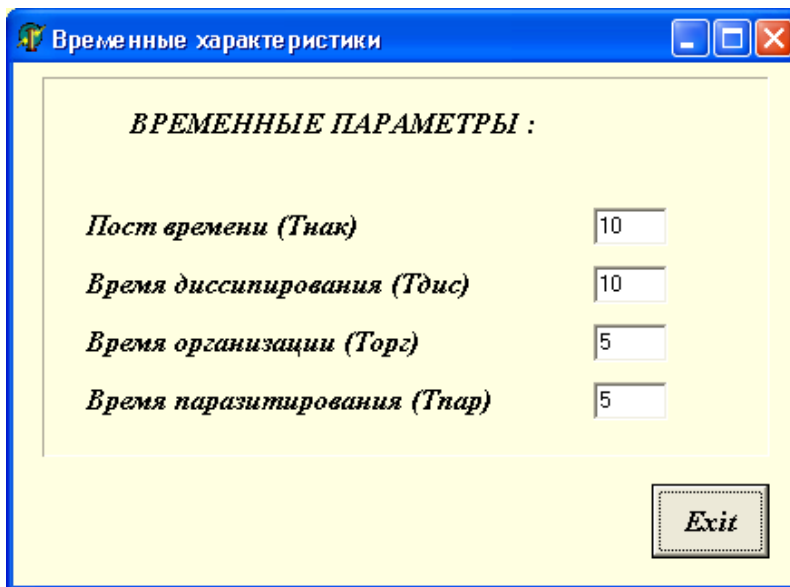 Временные характеристики
ВРЕМЕННЫЕ ПАРАМЕТРЫ :
Пост времени (Тнак) 10
Время диссипирования (Тдис) 10
Время организации (Торг) 5
Время паразитирования (Тпар) 5
Exit